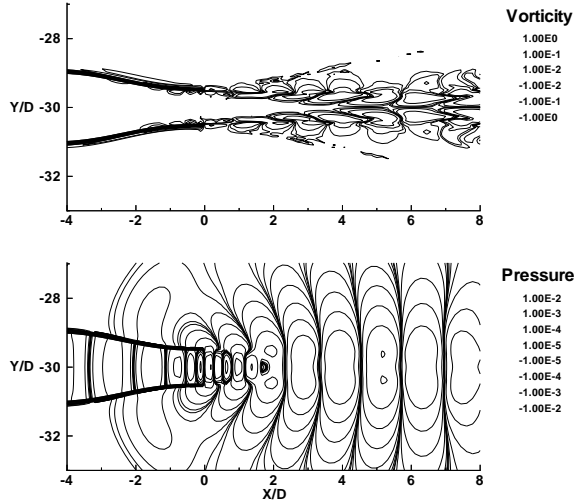 Vorticity
1.00E0
1.00E-1
1.00E-2
-1.00E-2
-1.00E-1
-1.00E0
-28
Y/D -30
-32
-4 -2 0 2 4 6 8
Pressure
1.00E-2
1.00E-3
1.00E-4
1.00E-5
-1.00E-5
-1.00E-4
-1.00E-3
-1.00E-2
-28
Y/D -30
-32
-4 -2 0 2 4 6 8
X/D